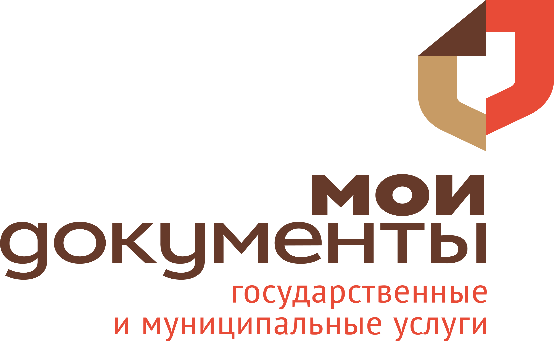 мои
документы
государственные
и муниципальные услуги